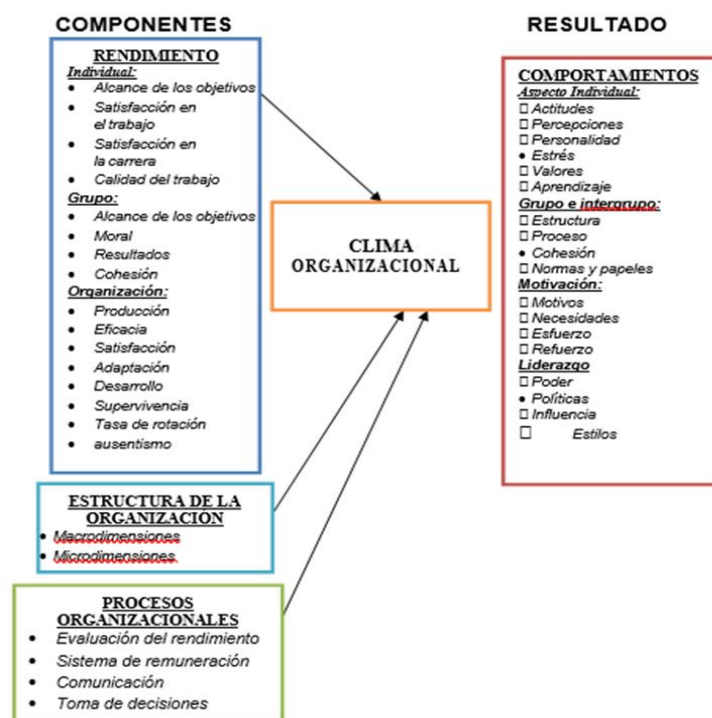 COMPONENTES
RENDIMIENTO
Individual:
• Alcance de los objetivos
• Satisfacción en
el trabajo
• Satisfacción en
la carrera
• Calidad del trabajo
Grupo:
• Alcance de los objetivos
• Moral
• Resultados
• Cohesión
Organización:
• Producción
• Eficacia
• Satisfacción
• Adaptación
• Desarrollo
• Supervivencia
• Tasa de rotación
• ausentismo
ESTRUCTURA DE LA
ORGANIZACIÓN
• Macrodimensiones
• Microdimensiones
PROCESOS
ORGANIZACIONALES
• Evaluación del rendimiento
• Sistema de remuneración
• Comunicación
• Toma de decisiones
CLIMA
ORGANIZACIONAL
RESULTADO
COMPORTAMIENTOS
Aspecto Individual:
□ Actitudes
□ Percepciones
□ Personalidad
• Estrés
□ Valores
□ Aprendizaje
Grupo e intergrupo:
□ Estructura
□ Proceso
• Cohesión
□ Normas y papeles
Motivación:
□ Motivos
□ Necesidades
□ Esfuerzo
□ Refuerzo
Liderazgo
□ Poder
• Políticas
□ Influencia
□ Estilos